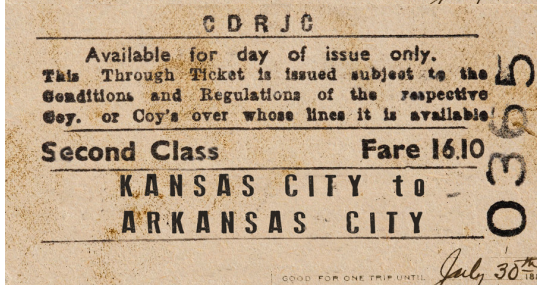 CDRJC
Available for day of issue only.
This Through Ticket is issued subject to the
Conditions and Regulations of the respective
Coy. or Coy's over whose lines it is available
Second Class Fare 16.10
KANSAS CITY to
ARKANSAS CITY
0365
GOOD FOR ONE TRIP UNTIL July 30th